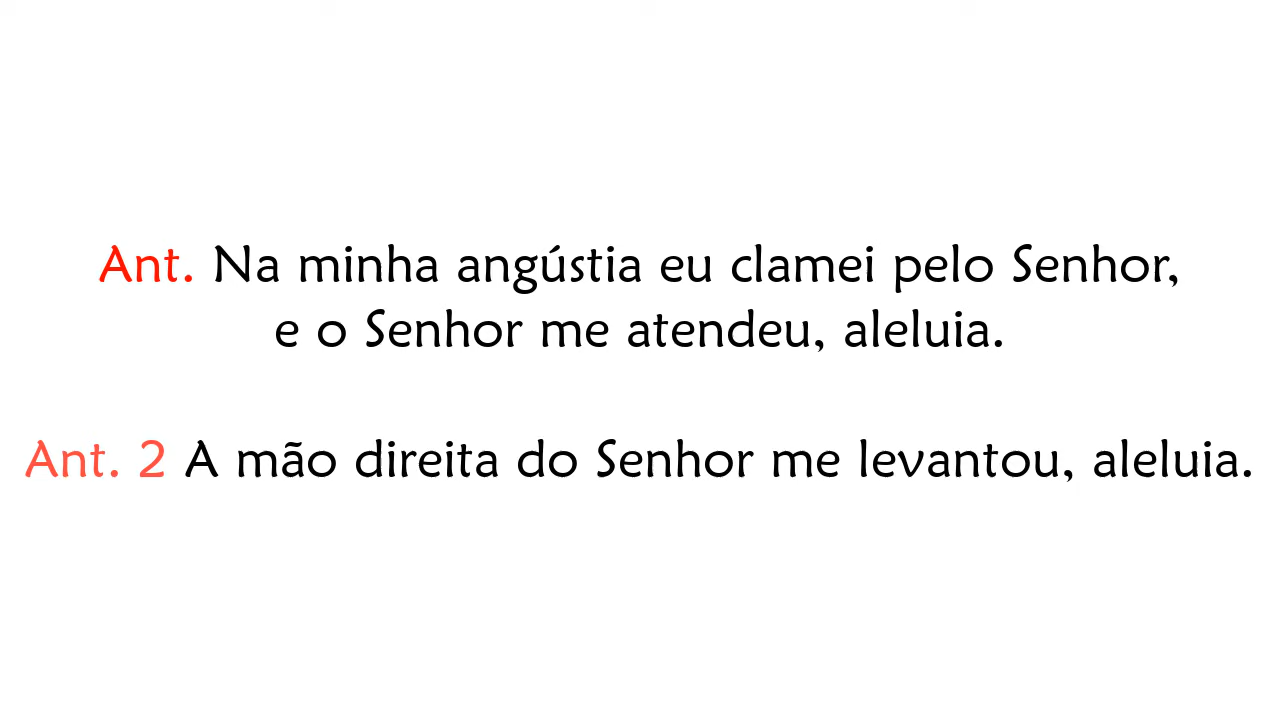 Ant. Na minha angústia eu clamei pelo Senhor,
e o Senhor me atendeu, aleluia.
Ant. 2 A mão direita do Senhor me levantou, aleluia.